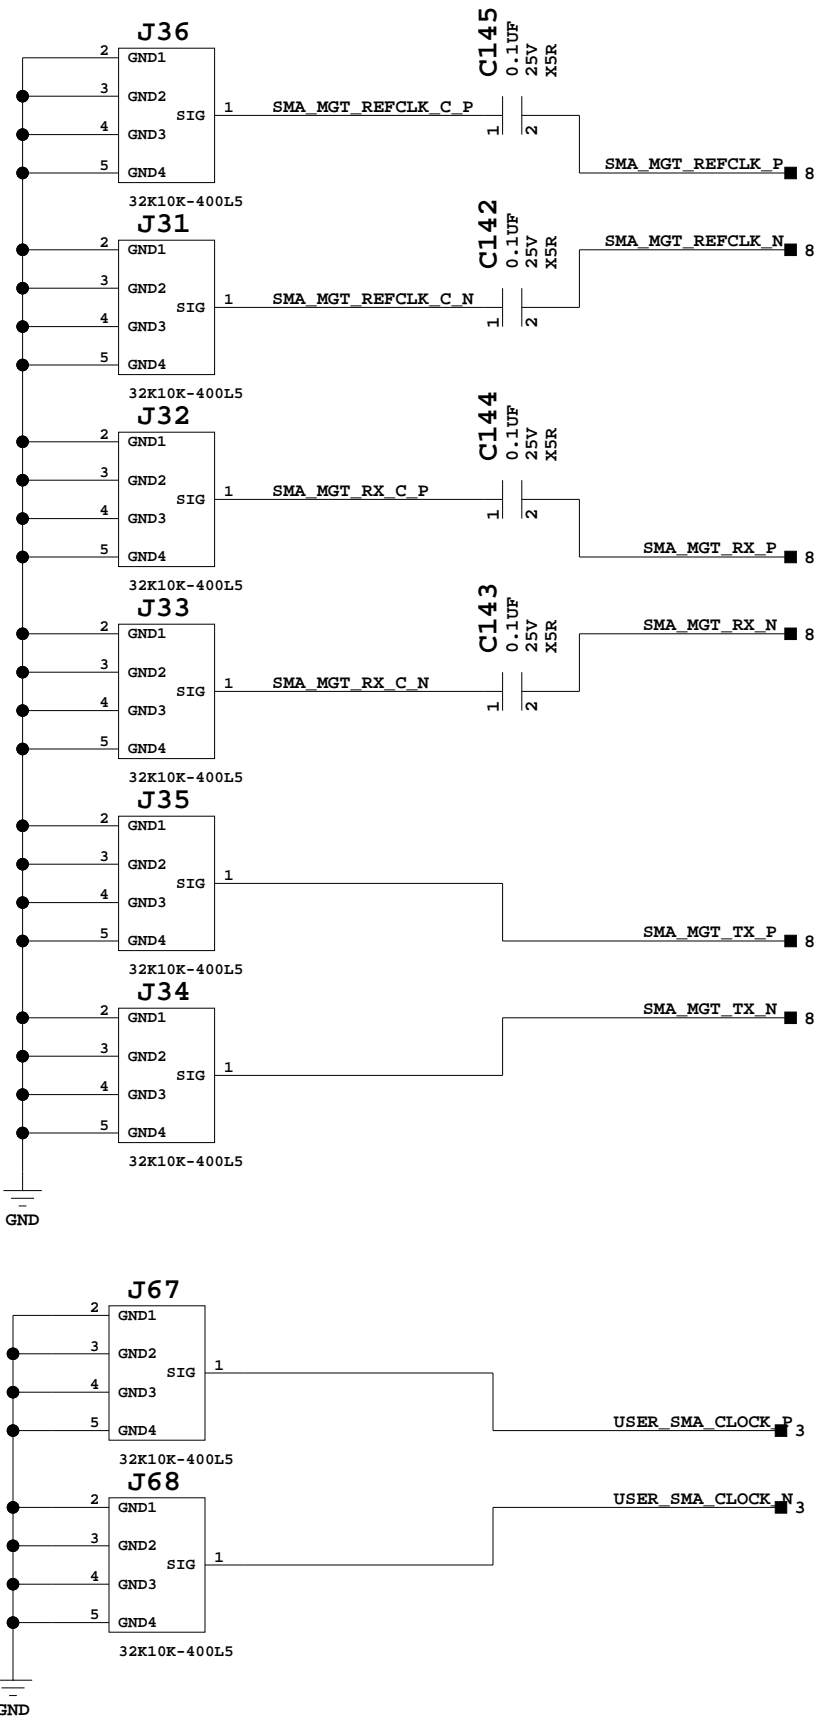 J36
2 GND1
3 GND2
SIG 1
4 GND3
5 GND4
32K10K-400L5
SMA_MGT_REFCLK_C_P
C145
0.1UF
25V
X5R
1 2
SMA_MGT_REFCLK_P 8
J31
2 GND1
3 GND2
SIG 1
4 GND3
5 GND4
32K10K-400L5
SMA_MGT_REFCLK_C_N
C142
0.1UF
25V
X5R
1 2
SMA_MGT_REFCLK_N 8
J32
2 GND1
3 GND2
SIG 1
4 GND3
5 GND4
32K10K-400L5
SMA_MGT_RX_C_P
C144
0.1UF
25V
X5R
1 2
SMA_MGT_RX_P 8
J33
2 GND1
3 GND2
SIG 1
4 GND3
5 GND4
32K10K-400L5
SMA_MGT_RX_C_N
C143
0.1UF
25V
X5R
1 2
SMA_MGT_RX_N 8
J35
2 GND1
3 GND2
SIG 1
4 GND3
5 GND4
32K10K-400L5
SMA_MGT_TX_P 8
J34
2 GND1
3 GND2
SIG 1
4 GND3
5 GND4
32K10K-400L5
SMA_MGT_TX_N 8
GND
J67
2 GND1
3 GND2
SIG 1
4 GND3
5 GND4
32K10K-400L5
USER_SMA_CLOCK_P 3
J68
2 GND1
3 GND2
SIG 1
4 GND3
5 GND4
32K10K-400L5
USER_SMA_CLOCK_N 3
GND